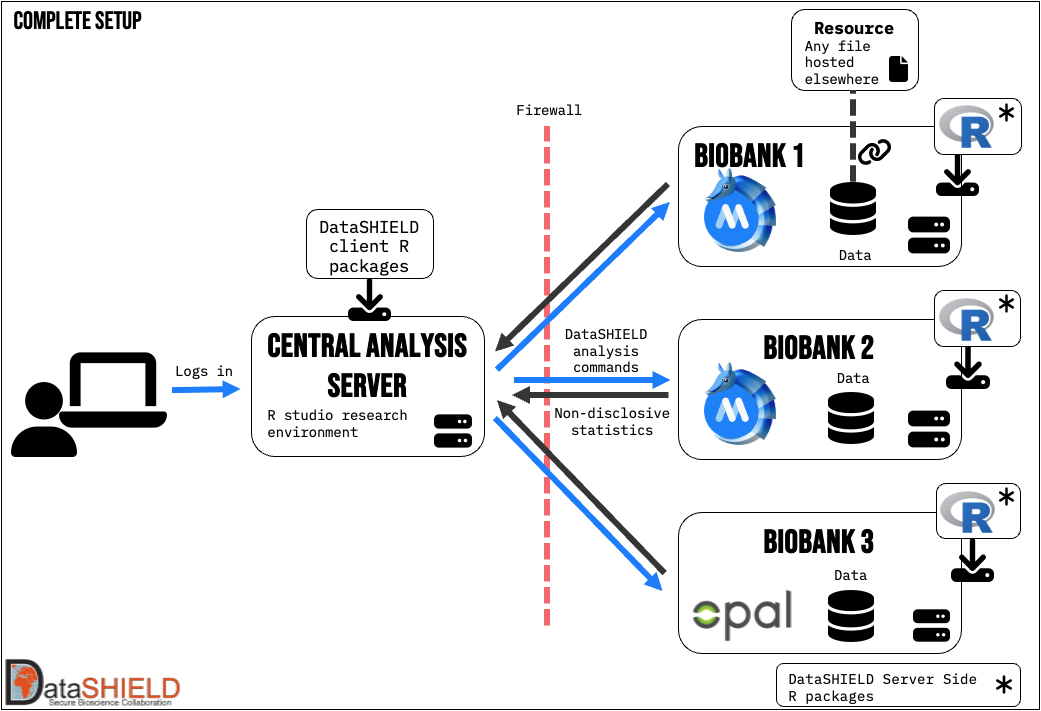 COMPLETE SETUP
Resource
Any file
hosted
elsewhere
Firewall
R
*
BIOBANK 1
Data
DataSHIELD
client R
packages
CENTRAL ANALYSIS
SERVER
R studio research
environment
Logs in
DataSHIELD
analysis
commands
Non-disclosive
statistics
R
*
BIOBANK 2
Data
R
*
BIOBANK 3
Data
opal
DataSHIELD
Secure Bioscience Collaboration
DataSHIELD Server Side
R packages
*